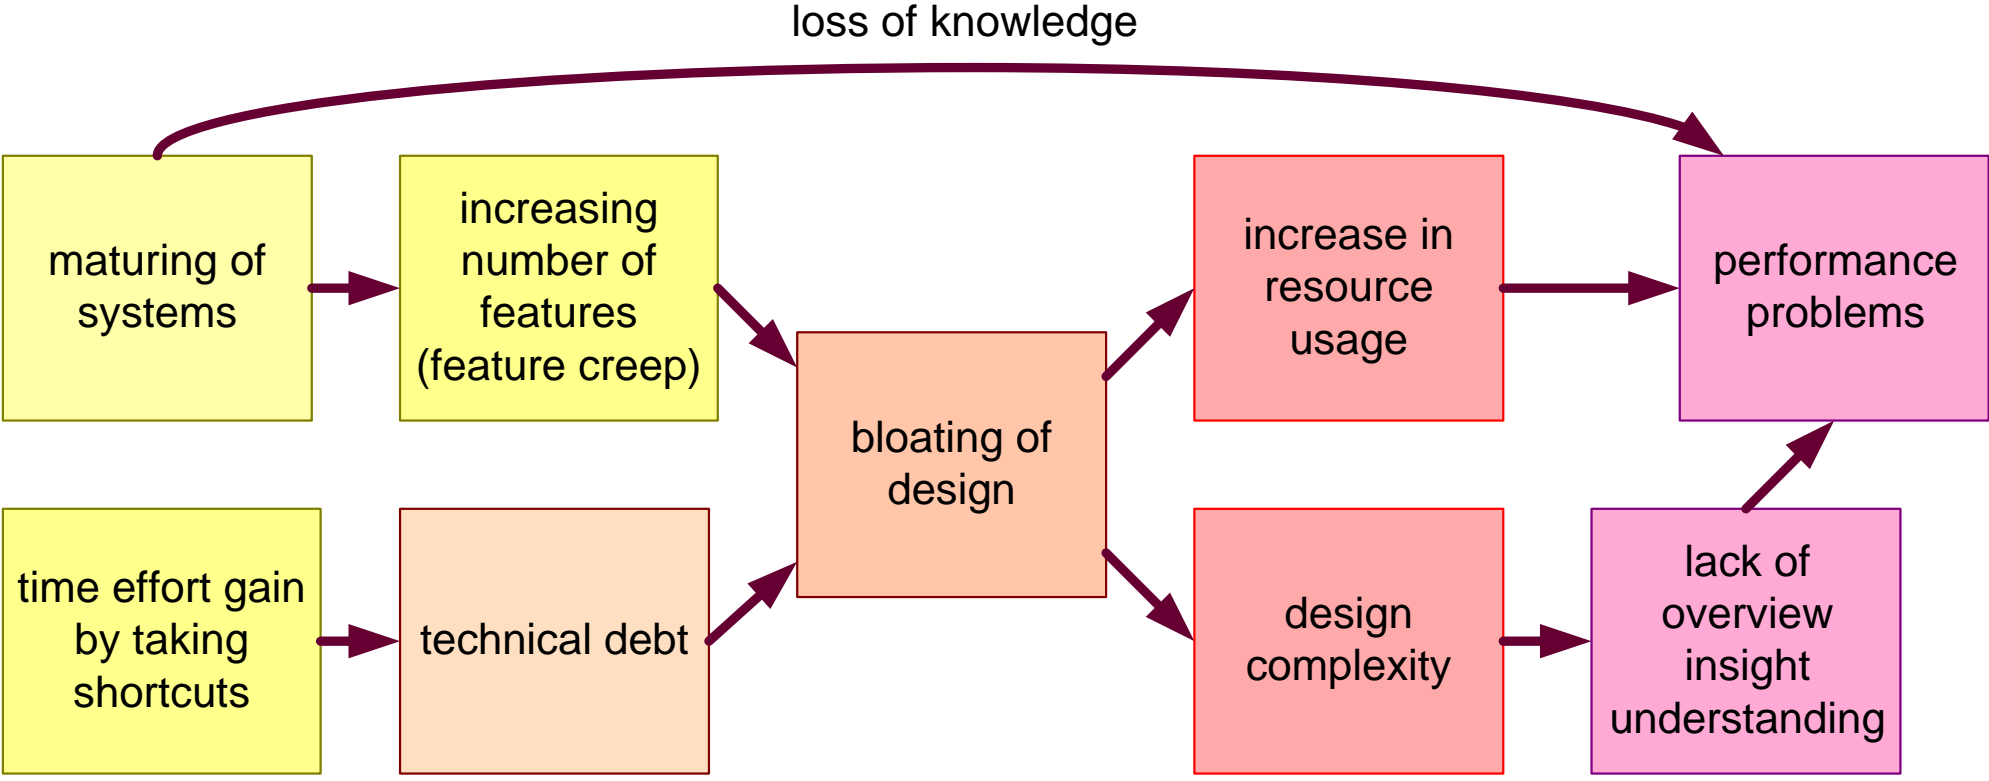 loss of knowledge
maturing of
systems
increasing
number of
features
(feature creep)
bloating of
design
increase in
resource
usage
performance
problems
time effort gain
by taking
shortcuts
technical debt
design
complexity
lack of
overview
insight
understanding